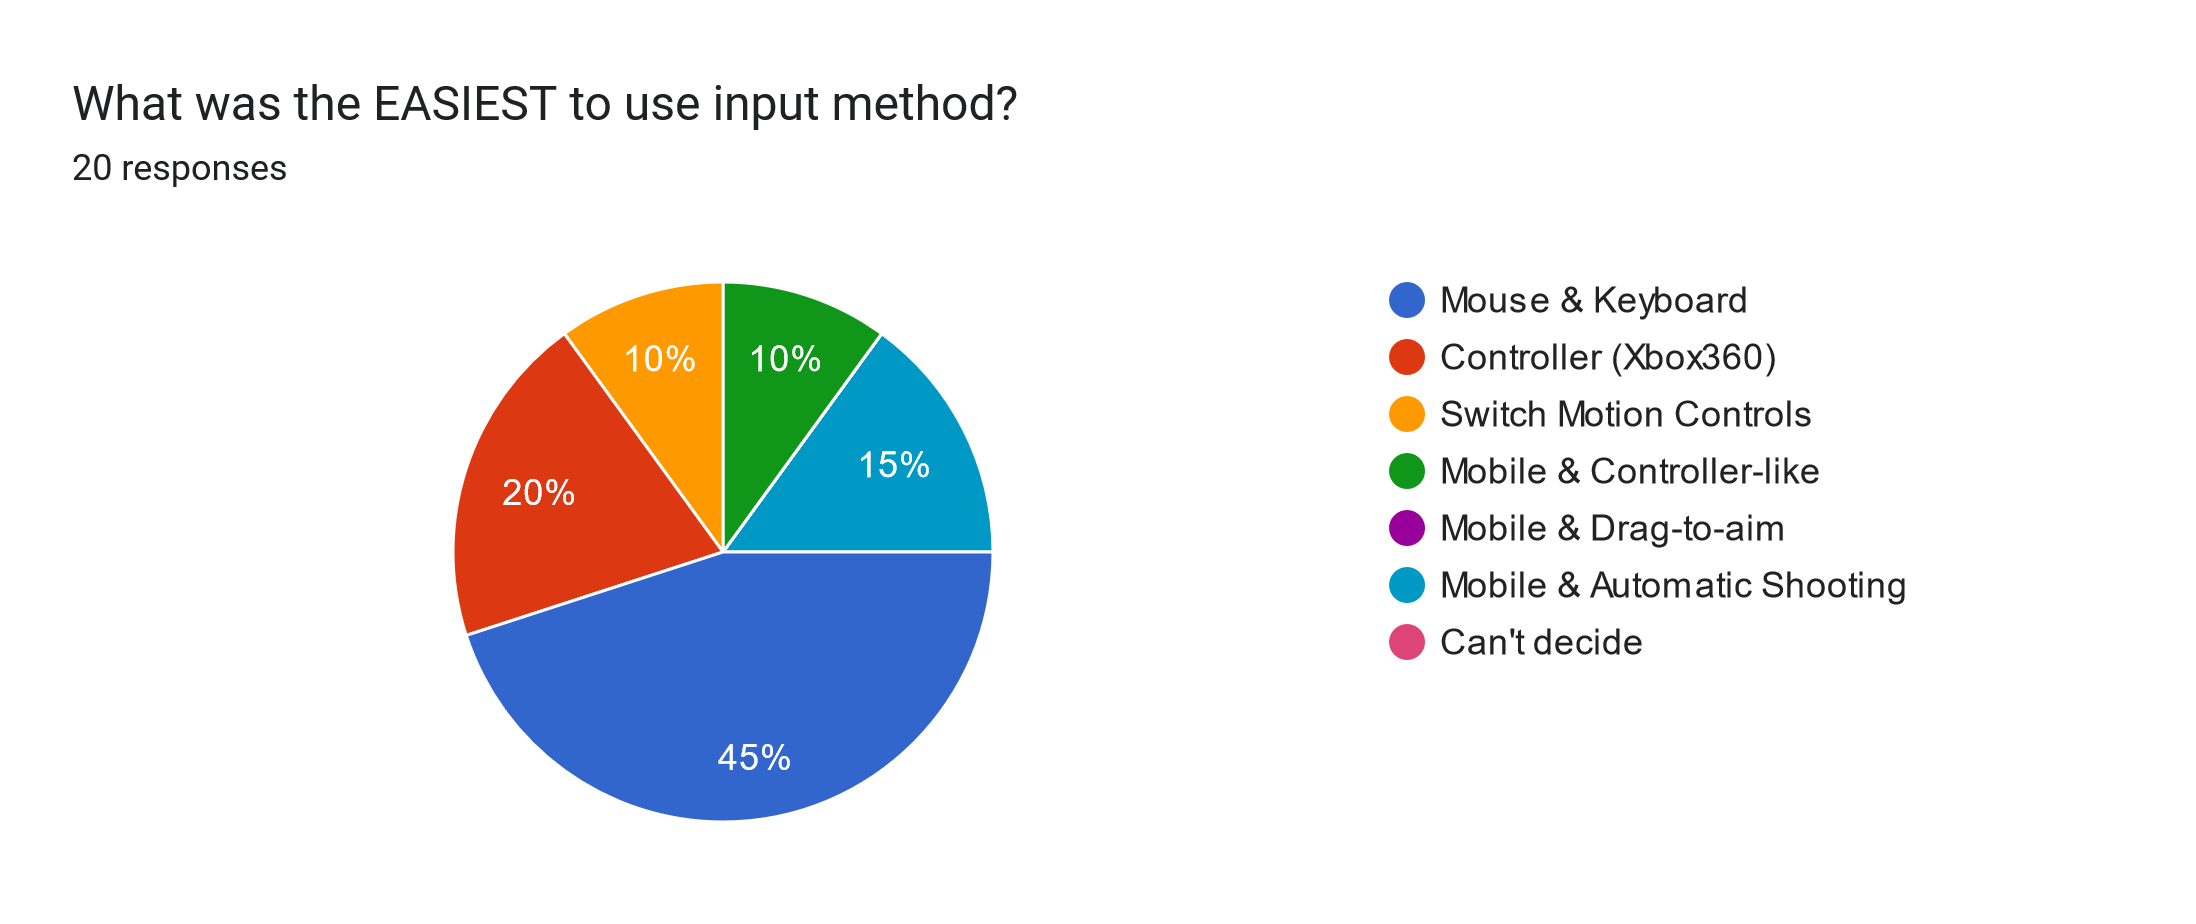 What was the EASIEST to use input method?
20 responses
10%
10%
15%
20%
45%
Mouse & Keyboard
Controller (Xbox360)
Switch Motion Controls
Mobile & Controller-like
Mobile & Drag-to-aim
Mobile & Automatic Shooting
Can't decide